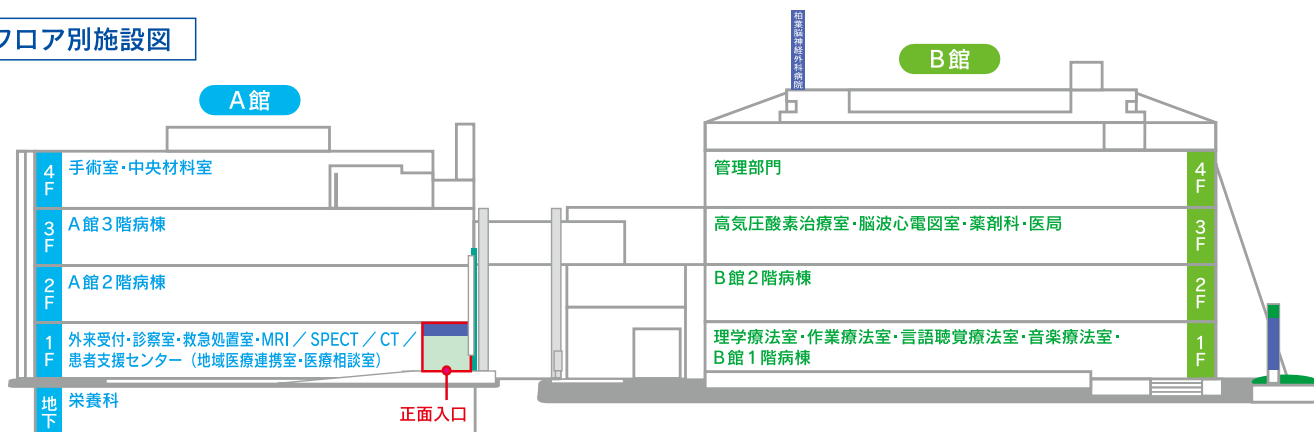 フロア別施設図
A館
4F
手術室・中央材料室
3F
A館3階病棟
2F
A館2階病棟
1F
外来受付・診察室・救急処置室・MRI／SPECT／CT／
患者支援センター（地域医療連携室・医療相談室）
地下
栄養科
正面入口
柏葉脳神経外科病院
B館
管理部門
4F
高気圧酸素治療室・脳波心電図室・薬剤科・医局
3F
B館2階病棟
2F
理学療法室・作業療法室・言語聴覚療法室・音楽療法室・
B館1階病棟
1F